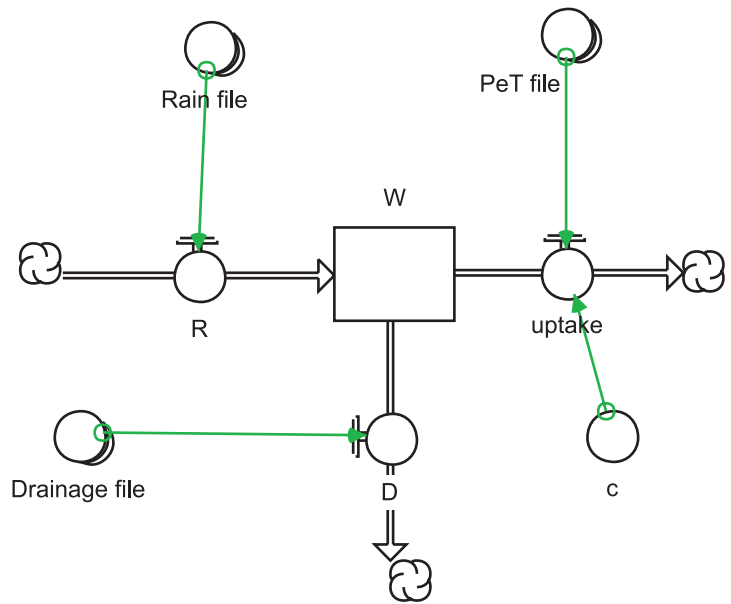 Rain file
PeT file
W
R
uptake
Drainage file
D
c